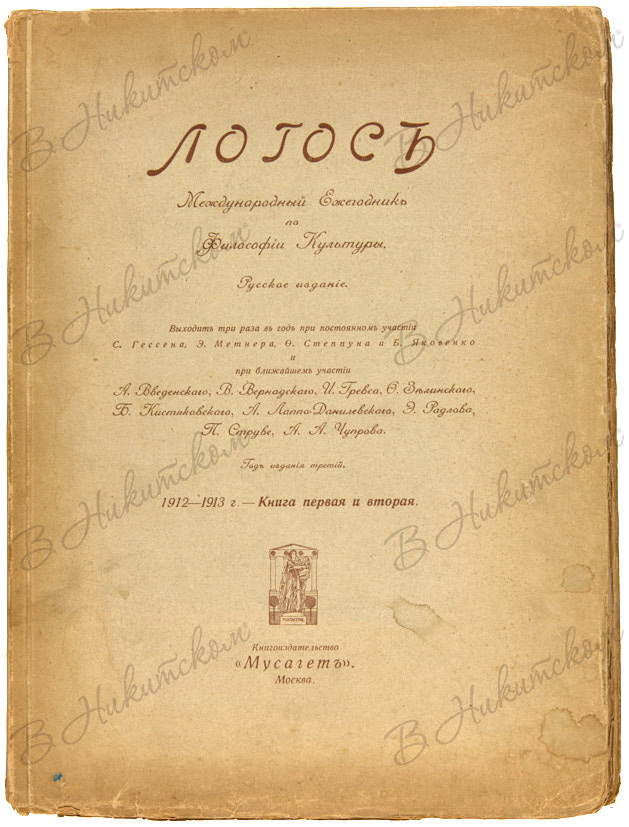 ЛОГОСЪ
Международный Ежегодникъ
по
Философіи Культуры.
Русское изданіе.
Выходитъ три раза въ годъ при постоянномъ участіи
С. Гессена, Э. Метнера, Ѳ. Степпуна и Б. Яковенко
и
при ближайшемъ участіи
А. Введенскаго, В. Вернадскаго, И. Гревса, Ѳ. Зѣлинскаго,
Б. Кистяковскаго, А. Лаппо-Данилевскаго, Э. Радлова,
П. Струве, А. А. Чупрова.
Годъ изданія третій.
1912—1913 г. — Книга первая и вторая.
МУСАГЕТЪ
Книгоиздательство
«Мусагетъ».
Москва.
В Никитском
В Никитском
В Никитском
В Никитском
В Никитском
В Никитском
В Никитском
В Никитском